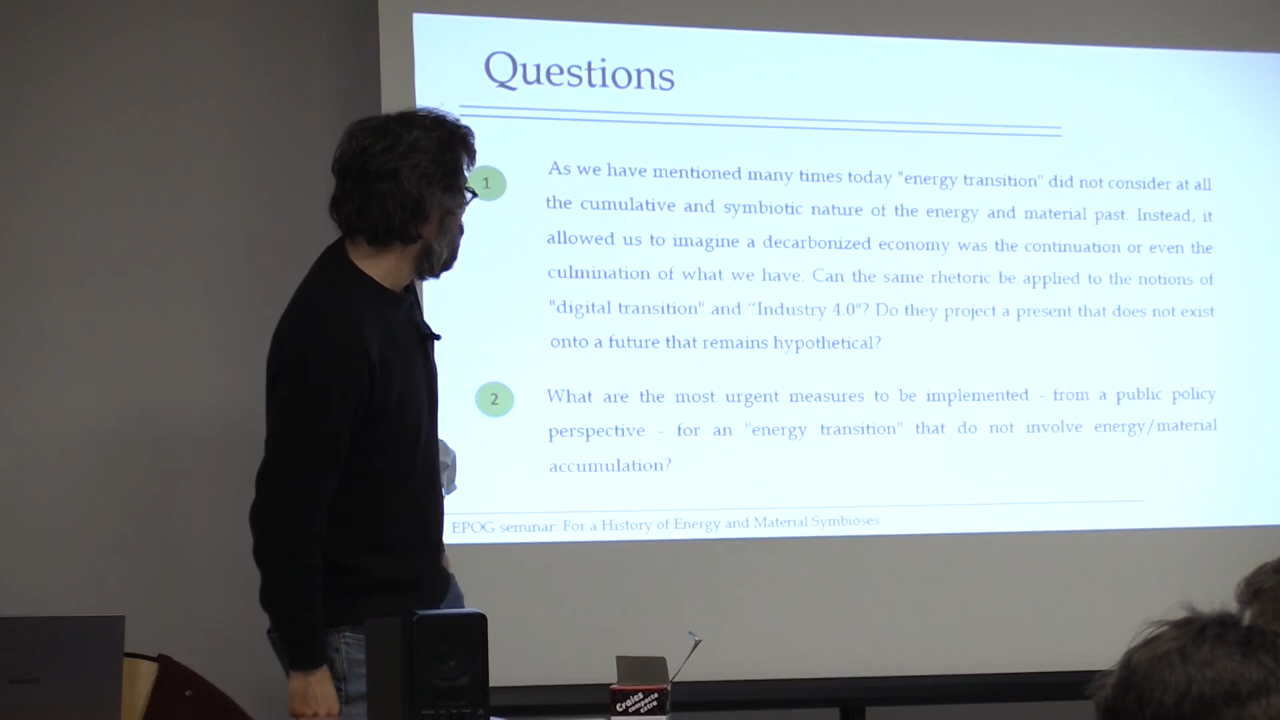 Questions
1
As we have mentioned many times today "energy transition" did not consider at all
the cumulative and symbiotic nature of the energy and material past. Instead, it
allowed us to imagine a decarbonized economy was the continuation or even the
culmination of what we have. Can the same rhetoric be applied to the notions of
"digital transition" and “Industry 4.0"? Do they project a present that does not exist
onto a future that remains hypothetical?
2
What are the most urgent measures to be implemented - from a public policy
perspective - for an "energy transition" that do not involve energy/material
accumulation?
EPOG seminar: For a History of Energy and Material Symbioses
Craies
composto
extra